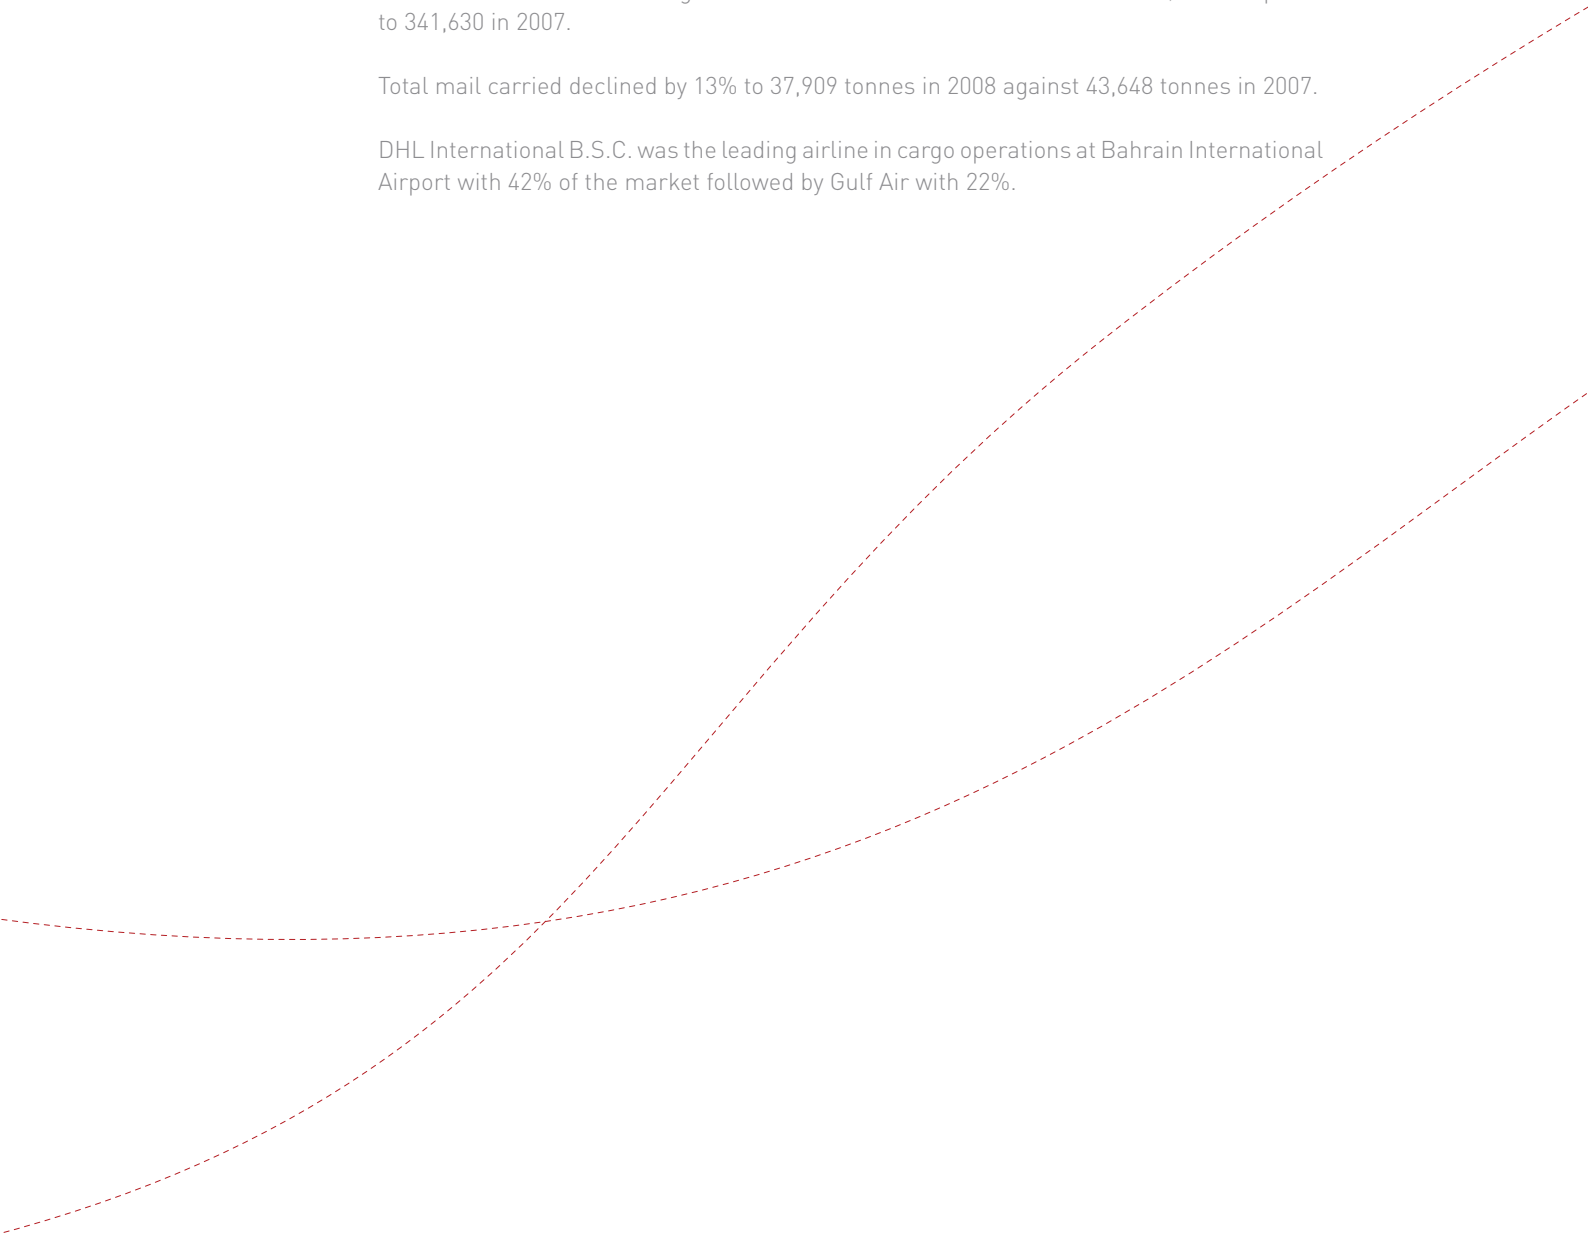 to 341,630 in 2007.
Total mail carried declined by 13% to 37,909 tonnes in 2008 against 43,648 tonnes in 2007.
DHL International B.S.C. was the leading airline in cargo operations at Bahrain International
Airport with 42% of the market followed by Gulf Air with 22%.